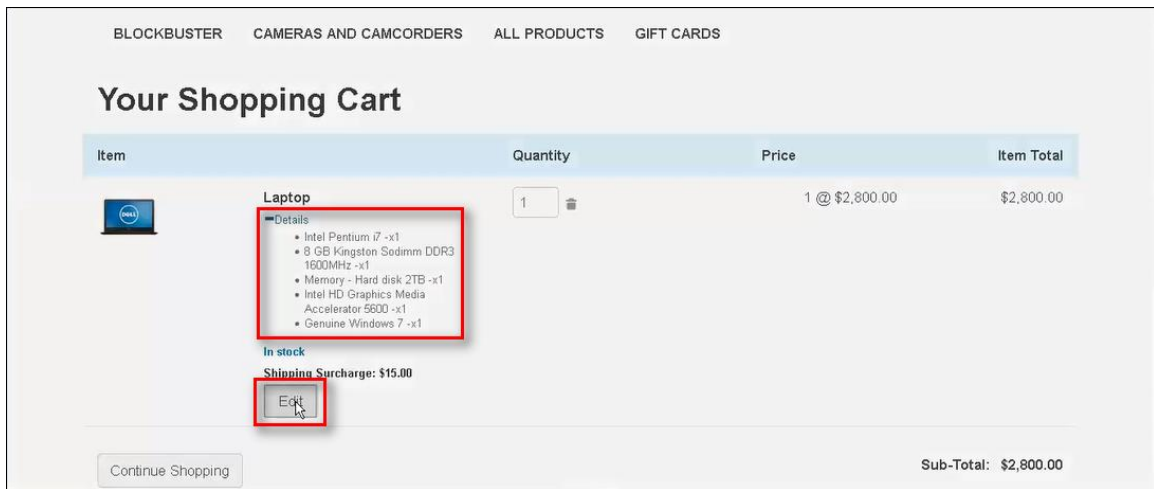 BLOCKBUSTER CAMERAS AND CAMCORDERS ALL PRODUCTS GIFT CARDS
Your Shopping Cart
Item Quantity Price Item Total
DELL
Laptop 1 1 @ $2,800.00 $2,800.00
Details
• Intel Pentium i7 -x1
• 8 GB Kingston Sodimm DDR3
1600MHz -x1
• Memory - Hard disk 2TB -x1
• Intel HD Graphics Media
Accelerator 5600 -x1
• Genuine Windows 7 -x1
In stock
Shipping Surcharge: $15.00
Edit
Continue Shopping Sub-Total: $2,800.00